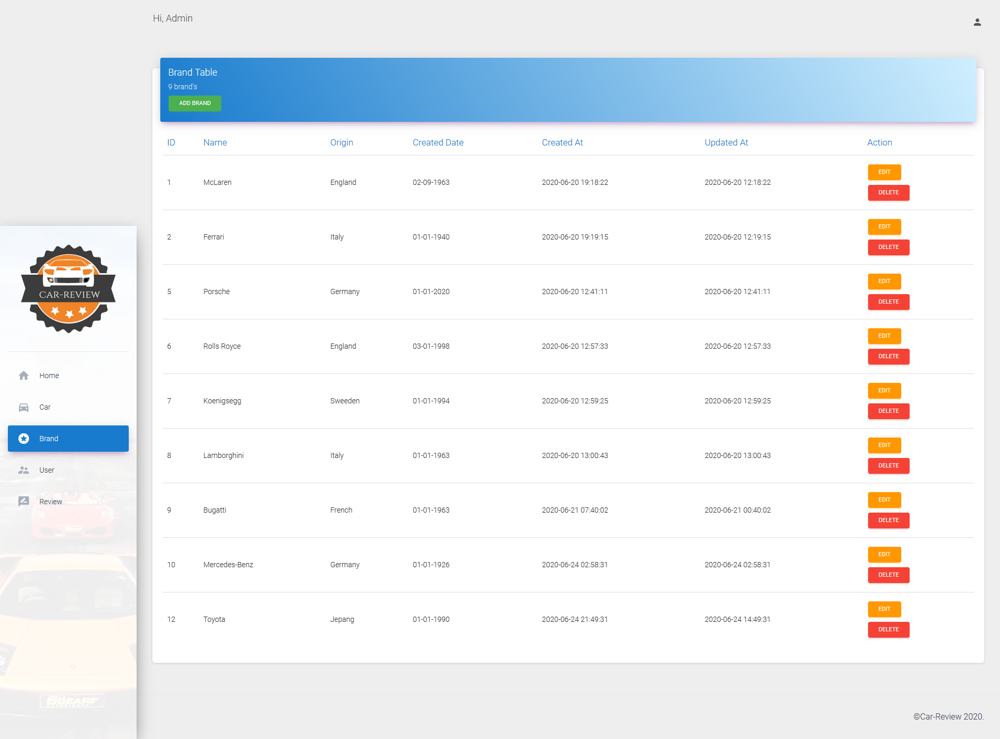 Hi, Admin
Brand Table
9 brand's
ADD BRAND
ID Name Origin Created Date Created At Updated At Action
1 McLaren England 02-09-1963 2020-06-20 19:18:22 2020-06-20 12:18:22 EDIT
DELETE
2 Ferrari Italy 01-01-1940 2020-06-20 19:19:15 2020-06-20 12:19:15 EDIT
DELETE
5 Porsche Germany 01-01-2020 2020-06-20 12:41:11 2020-06-20 12:41:11 EDIT
DELETE
6 Rolls Royce England 03-01-1998 2020-06-20 12:57:33 2020-06-20 12:57:33 EDIT
DELETE
7 Koenigsegg Sweeden 01-01-1994 2020-06-20 12:59:25 2020-06-20 12:59:25 EDIT
DELETE
8 Lamborghini Italy 01-01-1963 2020-06-20 13:00:43 2020-06-20 13:00:43 EDIT
DELETE
9 Bugatti French 01-01-1963 2020-06-21 07:40:02 2020-06-21 00:40:02 EDIT
DELETE
10 Mercedes-Benz Germany 01-01-1926 2020-06-24 02:58:31 2020-06-24 02:58:31 EDIT
DELETE
12 Toyota Jepang 01-01-1990 2020-06-24 21:49:31 2020-06-24 14:49:31 EDIT
DELETE
CAR-REVIEW
Home
Car
Brand
User
Review
©Car-Review 2020.